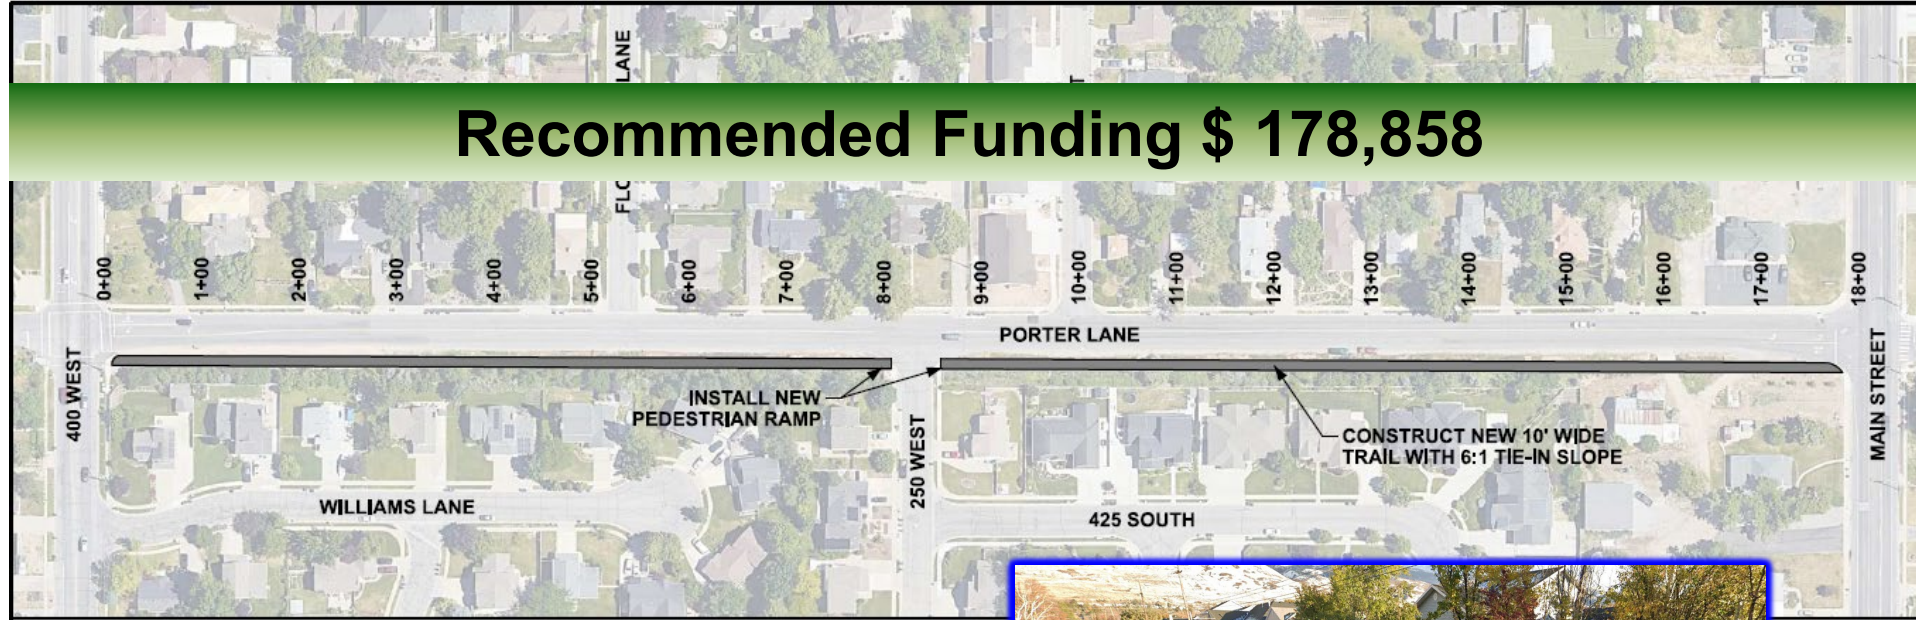 LANE
Recommended Funding $ 178,858
0+00
1+00
2+00
3+00
4+00
5+00
6+00
7+00
8+00
9+00
10+00
11+00
12+00
13+00
14+00
15+00
16+00
17+00
18+00
PORTER LANE
400 WEST
INSTALL NEW
PEDESTRIAN RAMP
250 WEST
CONSTRUCT NEW 10' WIDE
TRAIL WITH 6:1 TIE-IN SLOPE
MAIN STREET
WILLIAMS LANE
425 SOUTH